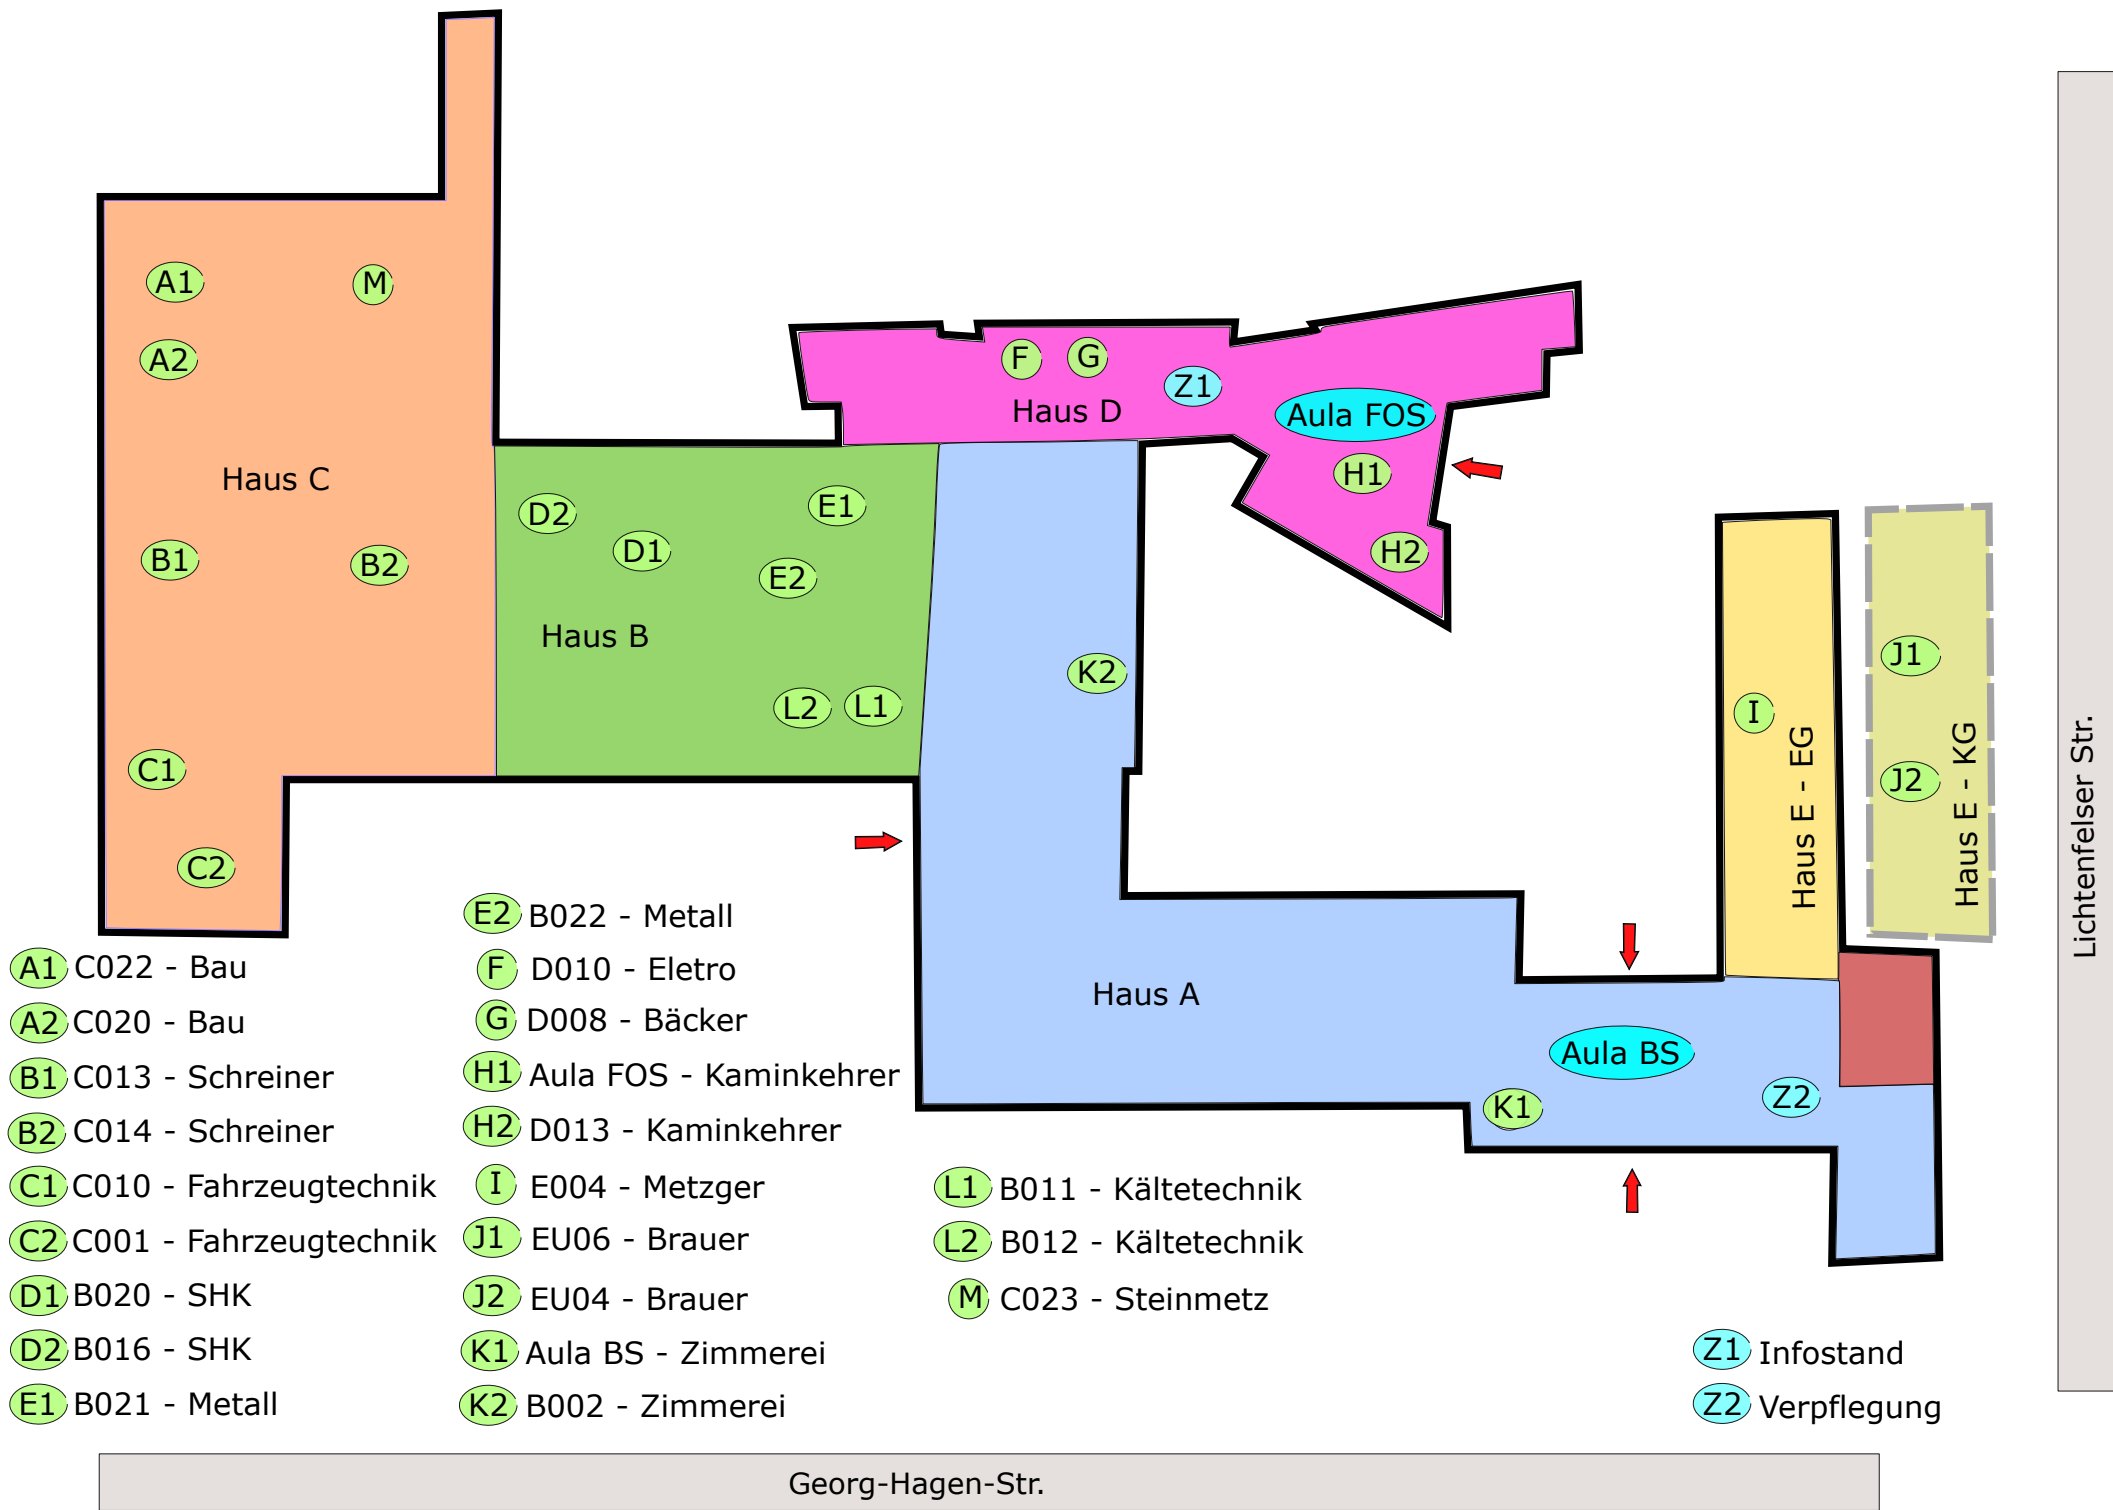 A1
M
A2
F
G
Z1
Haus D
Aula FOS
Haus C
H1
D2
E1
D1
H2
B1
B2
E2
Haus B
J1
K2
L2
L1
I
C1
J2
Haus E - EG
Haus E - KG
Lichtenfelser Str.
C2
Haus A
Aula BS
K1
Z2
A1 C022 - Bau
A2 C020 - Bau
B1 C013 - Schreiner
B2 C014 - Schreiner
C1 C010 - Fahrzeugtechnik
C2 C001 - Fahrzeugtechnik
D1 B020 - SHK
D2 B016 - SHK
E1 B021 - Metall
E2 B022 - Metall
F D010 - Eletro
G D008 - Bäcker
H1 Aula FOS - Kaminkehrer
H2 D013 - Kaminkehrer
I E004 - Metzger
J1 EU06 - Brauer
J2 EU04 - Brauer
K1 Aula BS - Zimmerei
K2 B002 - Zimmerei
L1 B011 - Kältetechnik
L2 B012 - Kältetechnik
M C023 - Steinmetz
Z1 Infostand
Z2 Verpflegung
Georg-Hagen-Str.